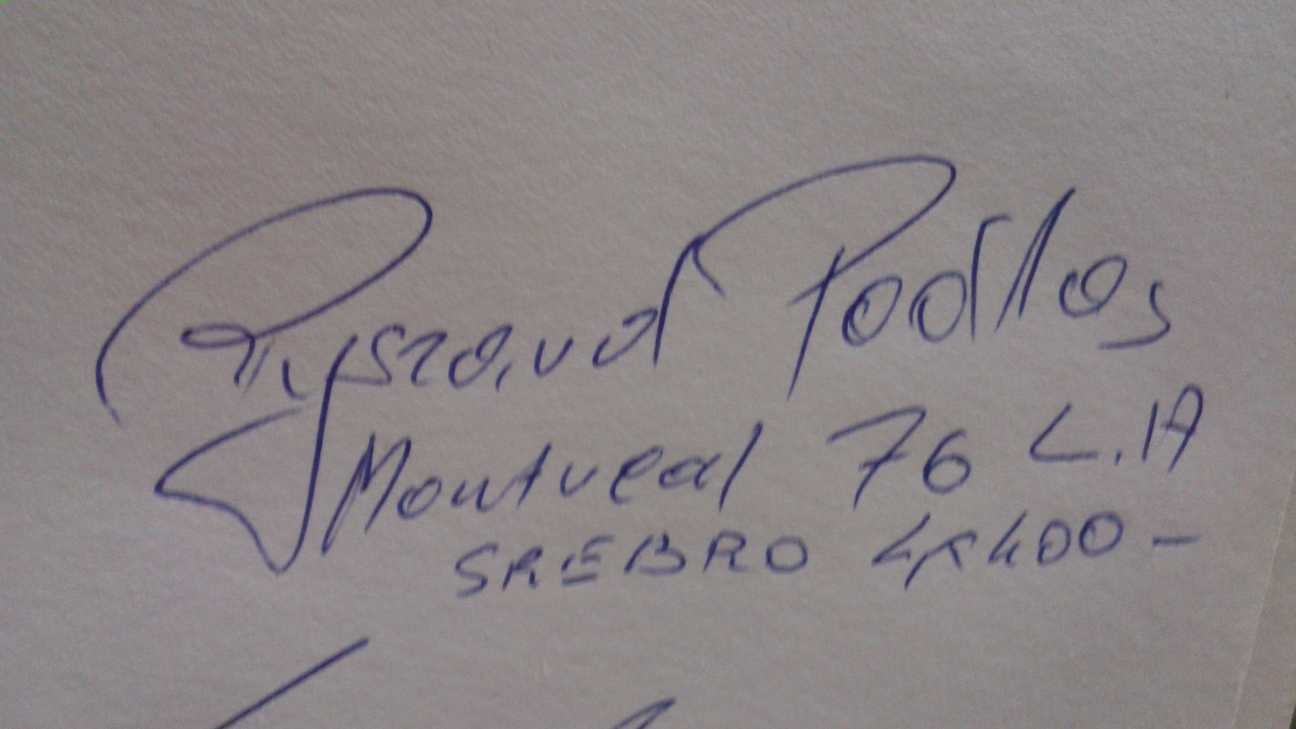 Ryszard Podlas
Montreal 76 L.A
SREBRO 4x400-